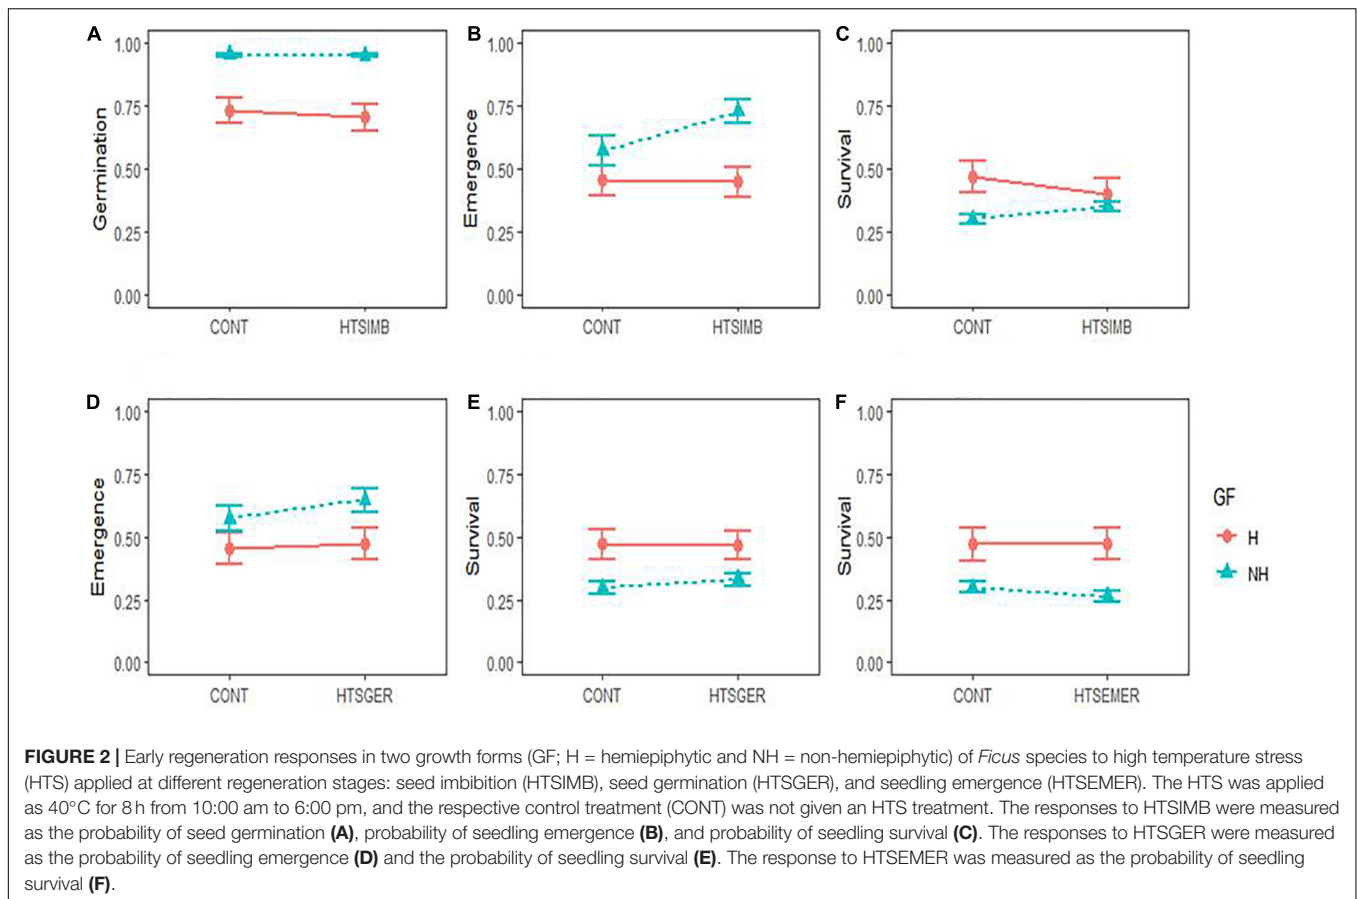 A
B
C
1.00
0.75
0.50
0.25
0.00
Germination
CONT
HTSIMB
1.00
0.75
0.50
0.25
0.00
Emergence
CONT
HTSIMB
1.00
0.75
0.50
0.25
0.00
Survival
CONT
HTSIMB
D
E
F
1.00
0.75
0.50
0.25
0.00
Emergence
CONT
HTSGER
1.00
0.75
0.50
0.25
0.00
Survival
CONT
HTSGER
1.00
0.75
0.50
0.25
0.00
Survival
CONT
HTSEMER
GF
H
NH
FIGURE 2 | Early regeneration responses in two growth forms (GF; H = hemiepiphytic and NH = non-hemiepiphytic) of Ficus species to high temperature stress
(HTS) applied at different regeneration stages: seed imbibition (HTSIMB), seed germination (HTSGER), and seedling emergence (HTSEMER). The HTS was applied
as 40°C for 8 h from 10:00 am to 6:00 pm, and the respective control treatment (CONT) was not given an HTS treatment. The responses to HTSIMB were measured
as the probability of seed germination (A), probability of seedling emergence (B), and probability of seedling survival (C). The responses to HTSGER were measured
as the probability of seedling emergence (D) and the probability of seedling survival (E). The response to HTSEMER was measured as the probability of seedling
survival (F).